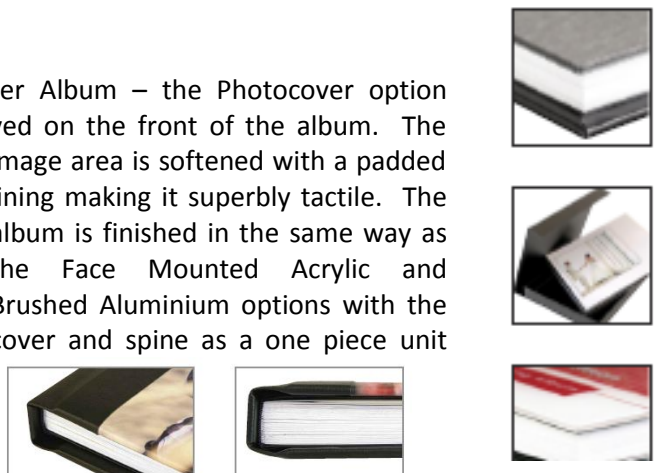 er Album – the Photocover option
ved on the front of the album. The
mage area is softened with a padded
ining making it superbly tactile. The
album is finished in the same way as
he Face Mounted Acrylic and
Brushed Aluminium options with the
cover and spine as a one piece unit